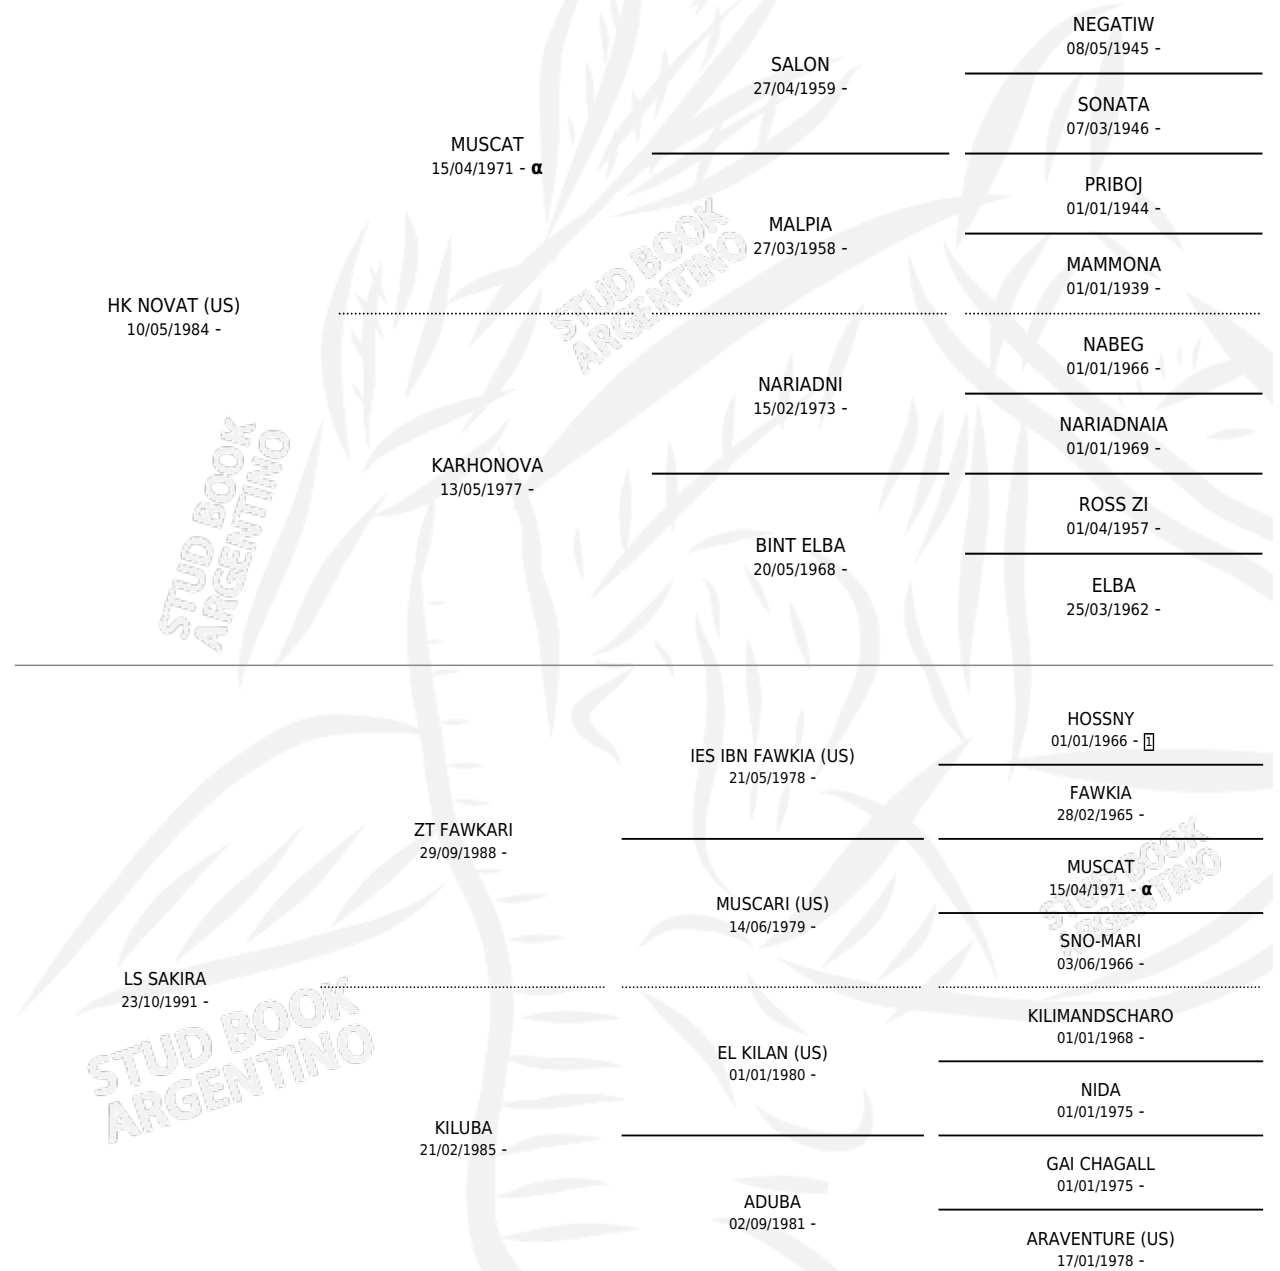 NEGATIW
08/05/1945 -
SALON
27/04/1959 -
SONATA
07/03/1946 -
MUSCAT
15/04/1971 - α
PRIBOJ
01/01/1944 -
MALPIA
27/03/1958 -
MAMMONA
01/01/1939 -
HK NOVAT (US)
10/05/1984 -
NABEG
01/01/1966 -
NARIADNI
15/02/1973 -
NARIADNAIA
01/01/1969 -
KARHONOVA
13/05/1977 -
ROSS ZI
01/04/1957 -
BINT ELBA
20/05/1968 -
ELBA
25/03/1962 -
STUD BOOK
ARGENTINO
STUD BOOK
ARGENTINO
HOSSNY
01/01/1966 - 1
IES IBN FAWKIA (US)
21/05/1978 -
FAWKIA
28/02/1965 -
ZT FAWKARI
29/09/1988 -
MUSCAT
15/04/1971 - α
MUSCARI (US)
14/06/1979 -
SNO-MARI
03/06/1966 -
LS SAKIRA
23/10/1991 -
KILIMANDSCHARO
01/01/1968 -
EL KILAN (US)
01/01/1980 -
NIDA
01/01/1975 -
KILUBA
21/02/1985 -
GAI CHAGALL
01/01/1975 -
ADUBA
02/09/1981 -
ARAVENTURE (US)
17/01/1978 -
STUD BOOK
ARGENTINO
STUD BOOK
ARGENTINO